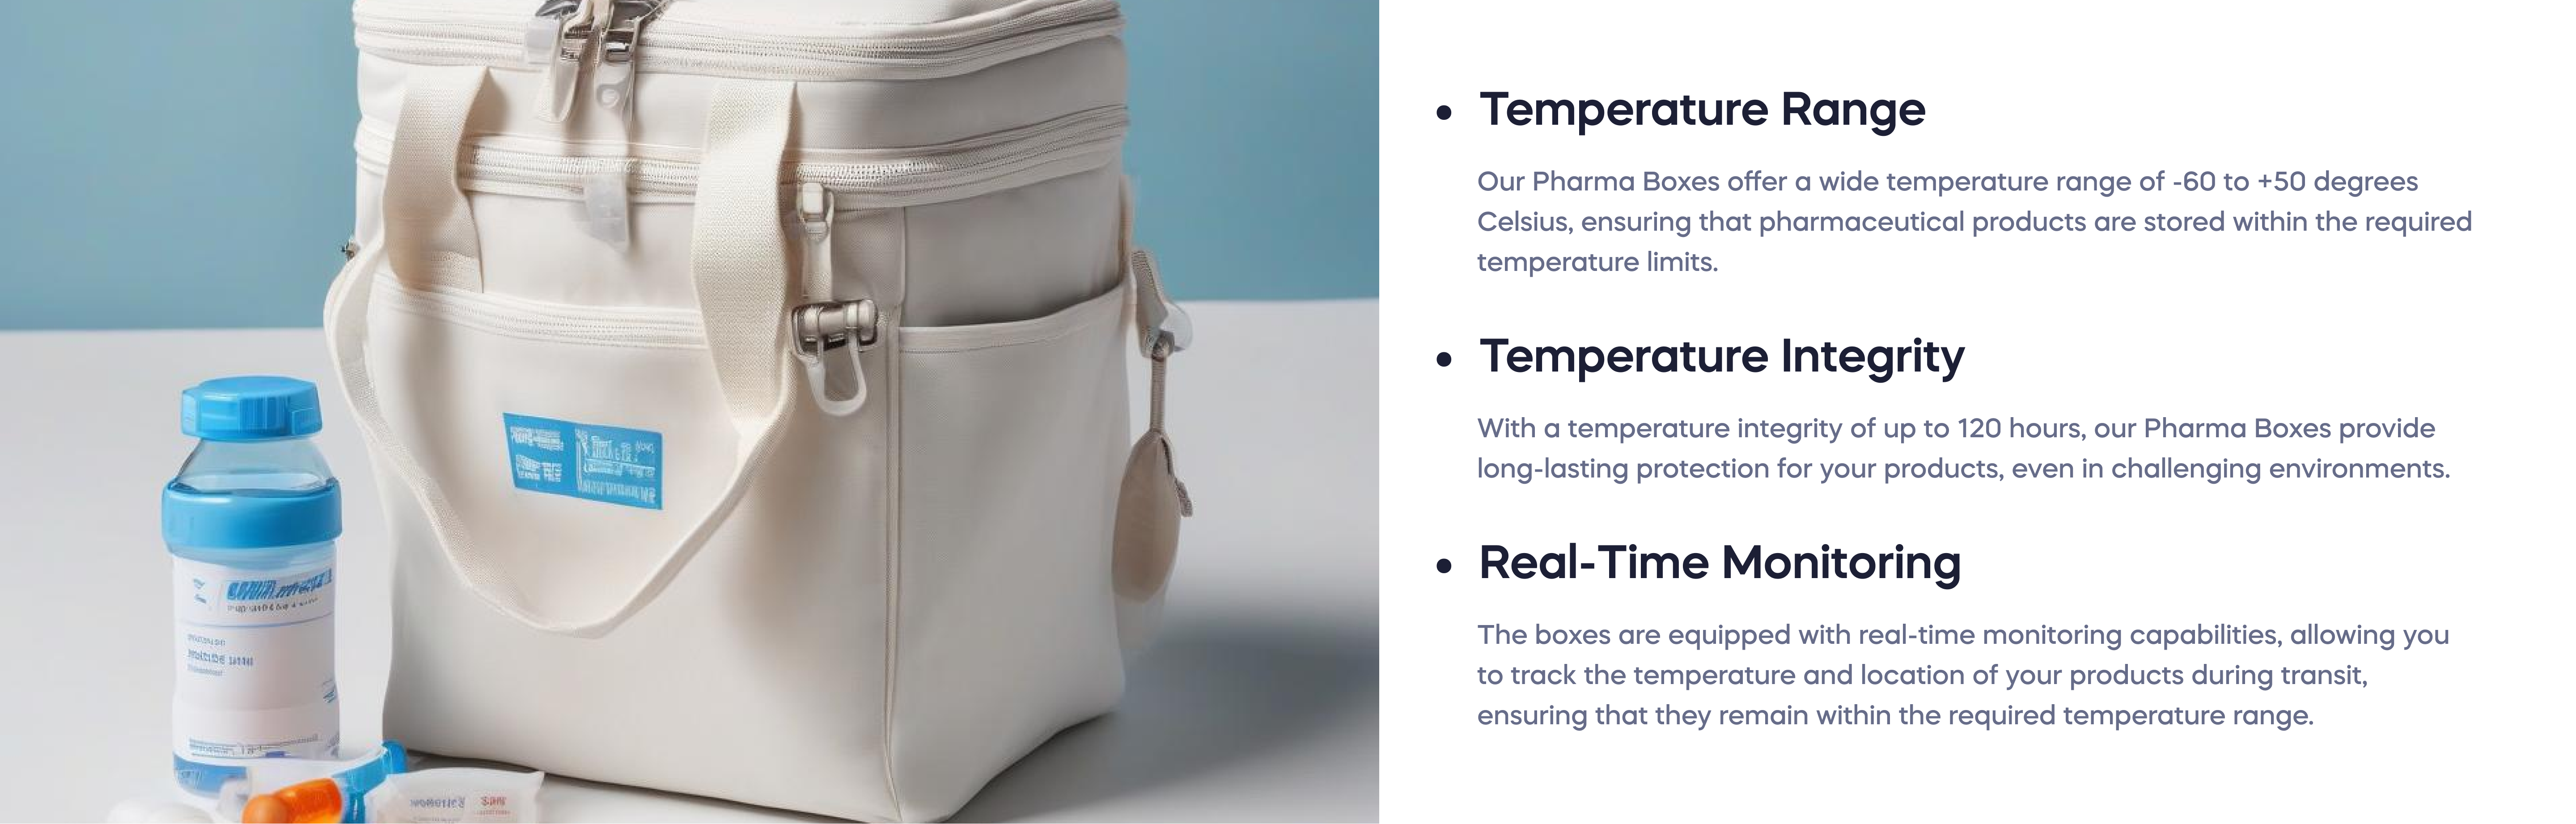 Temperature Range
Our Pharma Boxes offer a wide temperature range of -60 to +50 degrees
Celsius, ensuring that pharmaceutical products are stored within the required
temperature limits.
Temperature Integrity
With a temperature integrity of up to 120 hours, our Pharma Boxes provide
long-lasting protection for your products, even in challenging environments.
Real-Time Monitoring
The boxes are equipped with real-time monitoring capabilities, allowing you
to track the temperature and location of your products during transit,
ensuring that they remain within the required temperature range.